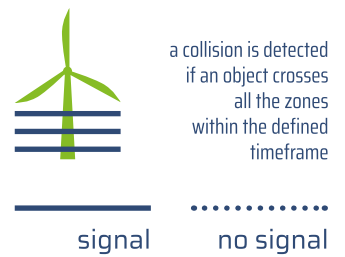 a collision is detected
if an object crosses
all the zones
within the defined
timeframe
signal
no signal